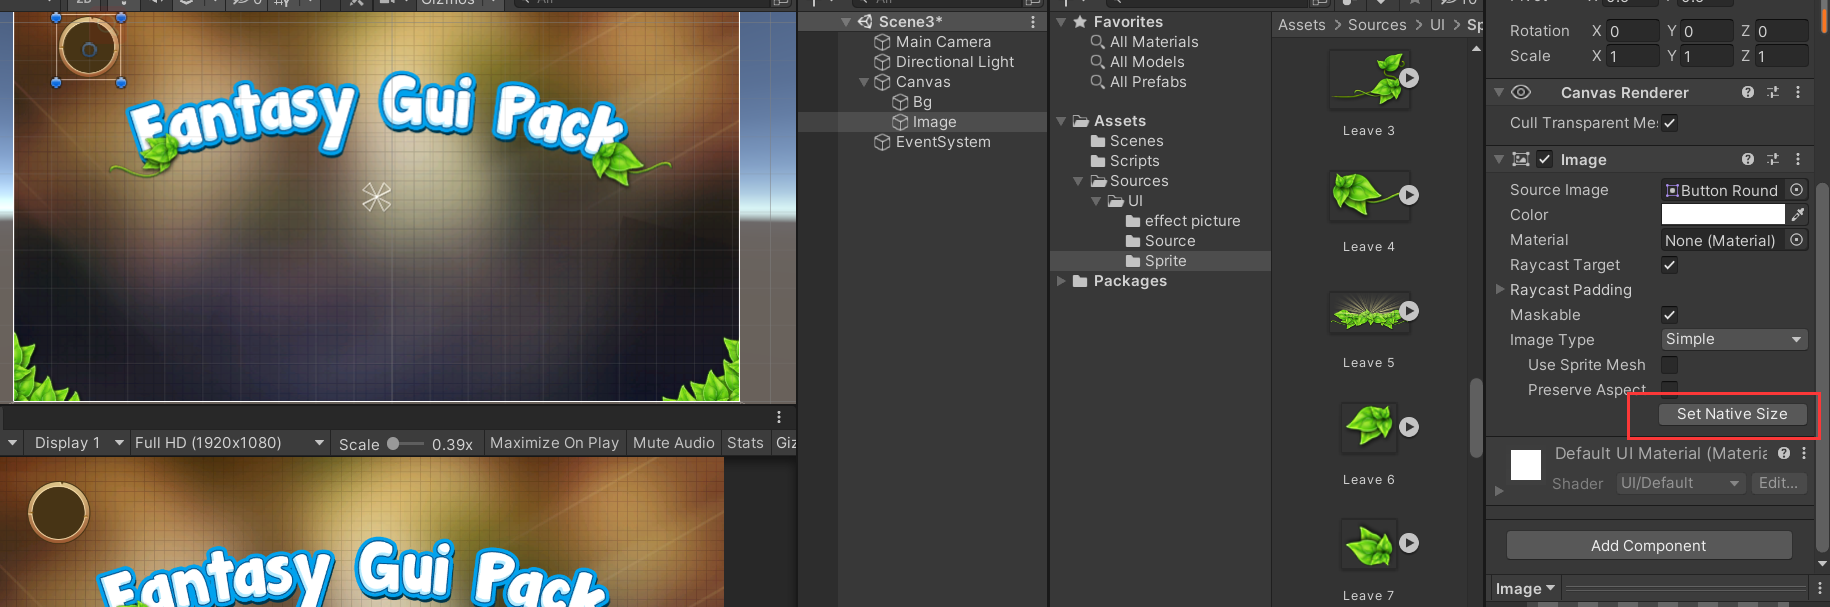 Fantasy Gui Pack
Display 1
Full HD (1920x1080)
Scale
0.39x
Maximize On Play
Mute Audio
Stats
Giz
Fantasy Gui Pack
Scene3*
Main Camera
Directional Light
Canvas
Bg
Image
EventSystem
Favorites
All Materials
All Models
All Prefabs
Assets
Scenes
Scripts
Sources
UI
effect picture
Source
Sprite
Packages
Assets > Sources > UI > Sp
Leave 3
Leave 4
Leave 5
Leave 6
Leave 7
Rotation X 0 Y 0 Z 0
Scale X 1 Y 1 Z 1
Canvas Renderer
Cull Transparent Me
Image
Source Image Button Round
Color
Material None (Material)
Raycast Target
Raycast Padding
Maskable
Image Type Simple
Use Sprite Mesh
Preserve Aspect
Set Native Size
Default UI Material (Materia
Shader UI/Default Edit...
Add Component
Image